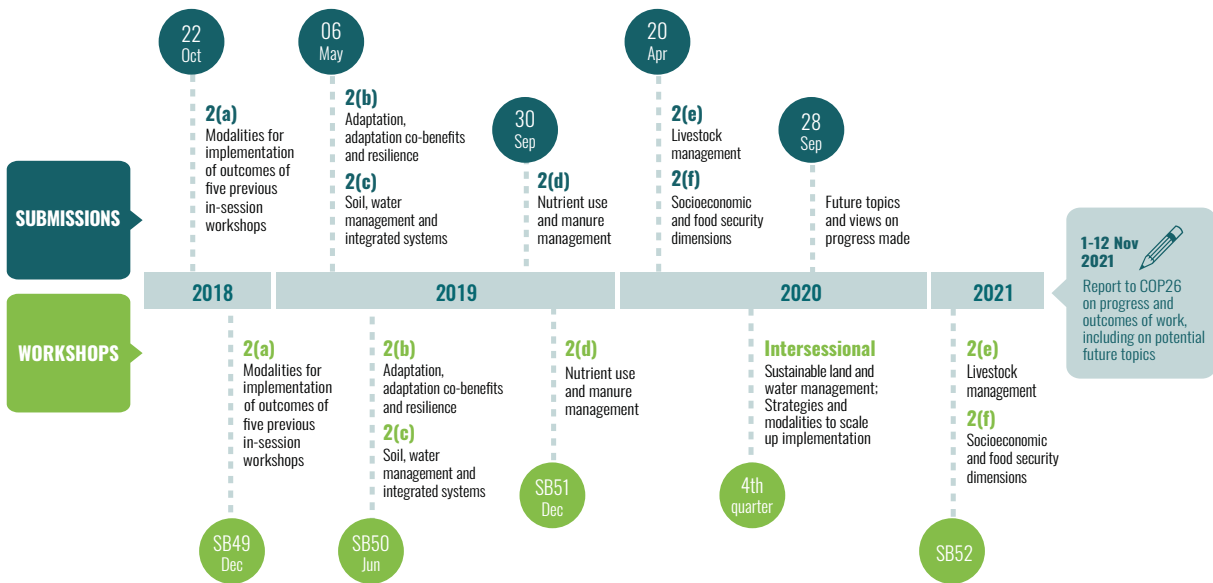 22
Oct
06
May
20
Apr
30
Sep
28
Sep
SUBMISSIONS
2(a)
Modalities for
implementation
of outcomes of
five previous
in-session
workshops
2(b)
Adaptation,
adaptation co-benefits
and resilience
2(c)
Soil, water
management and
integrated systems
2(d)
Nutrient use
and manure
management
2(e)
Livestock
management
2(f)
Socioeconomic
and food security
dimensions
Future topics
and views on
progress made
2018
2019
2020
2021
1-12 Nov
2021
Report to COP26
on progress and
outcomes of work,
including on potential
future topics
WORKSHOPS
2(a)
Modalities for
implementation
of outcomes of
five previous
in-session
workshops
2(b)
Adaptation,
adaptation co-benefits
and resilience
2(c)
Soil, water
management and
integrated systems
2(d)
Nutrient use
and manure
management
Intersessional
Sustainable land and
water management;
Strategies and
modalities to scale
up implementation
2(e)
Livestock
management
2(f)
Socioeconomic
and food security
dimensions
SB49
Dec
SB50
Jun
SB51
Dec
4th
quarter
SB52